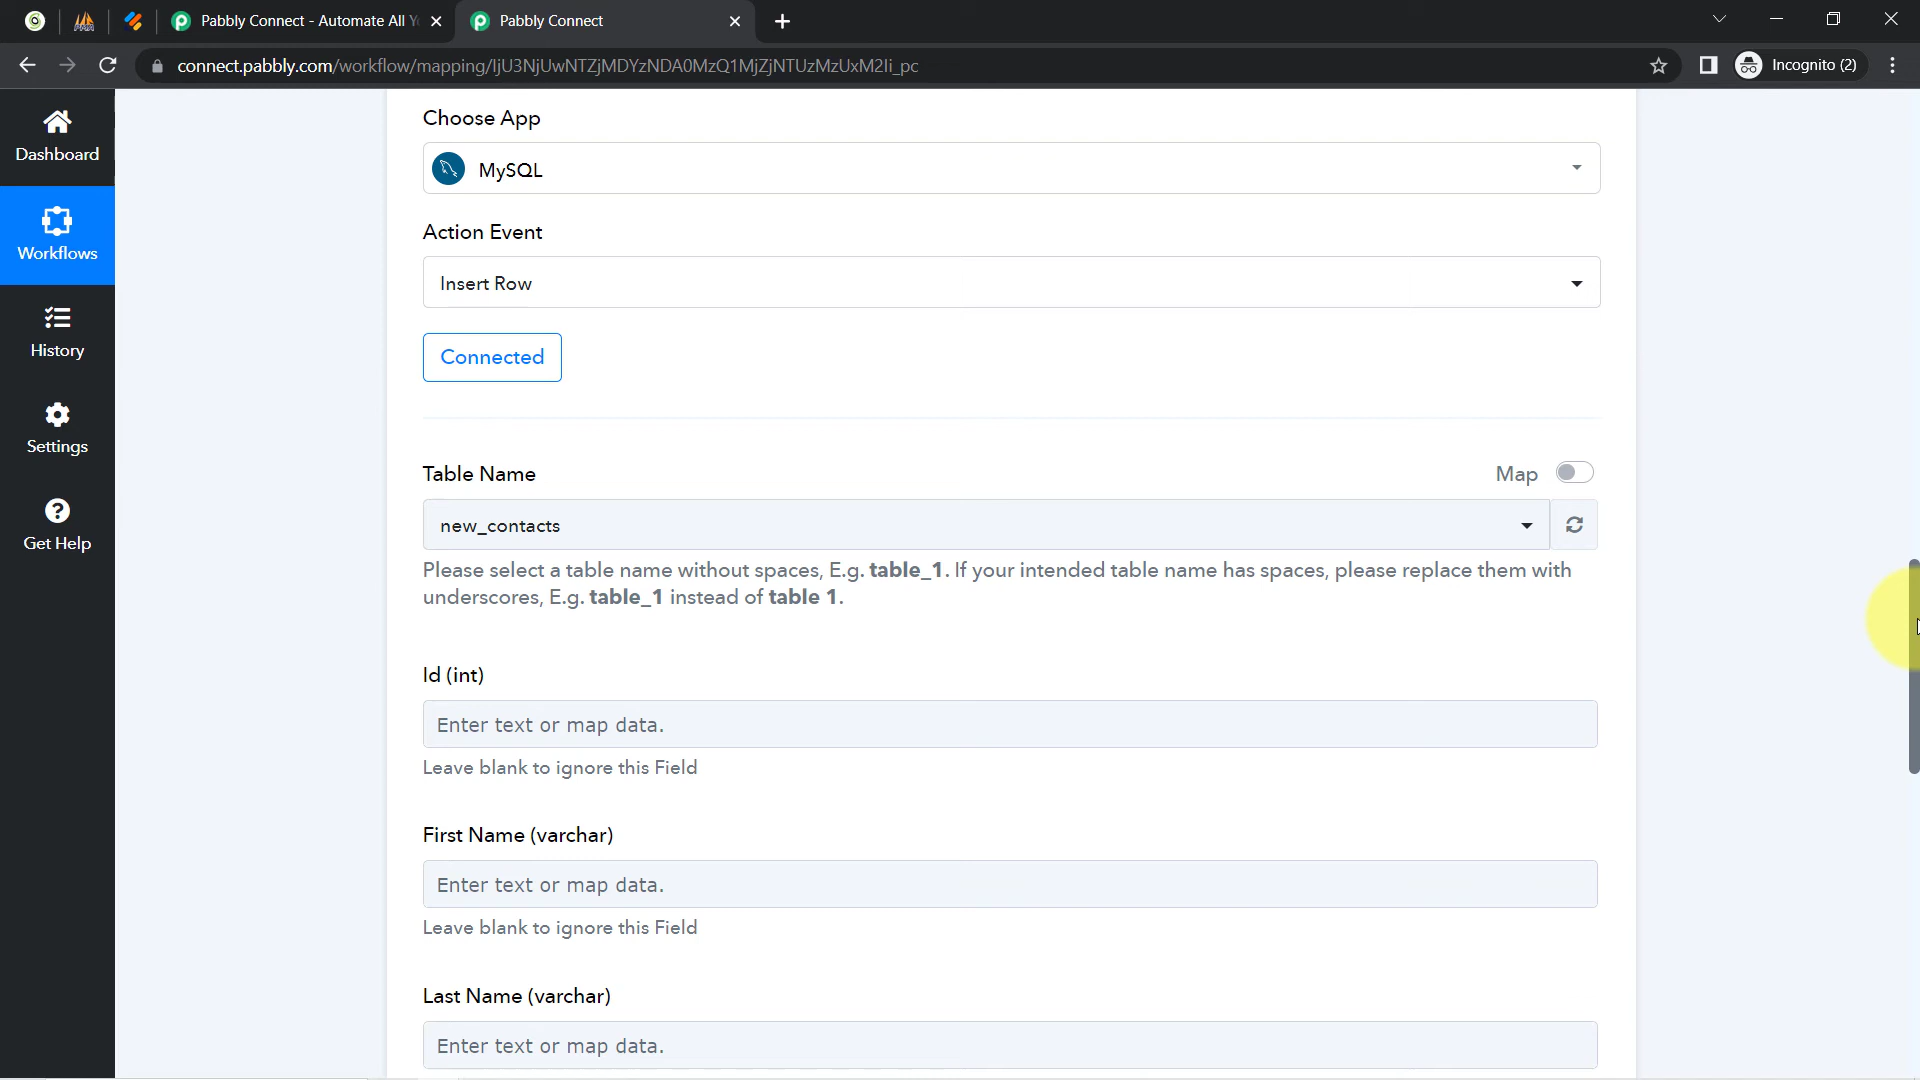 Pabbly Connect - Automate All Y
Pabbly Connect
connect.pabbly.com/workflow/mapping/IjU3NjUwNTZjMDYzNDA0MzQ1MjZjNTUzMzUxM2Ii_pc
Incognito (2)
Dashboard
Workflows
History
Settings
Get Help
Choose App
MySQL
Action Event
Insert Row
Connected
Table Name
Map
new_contacts
Please select a table name without spaces, E.g. table_1. If your intended table name has spaces, please replace them with
underscores, E.g. table_1 instead of table 1.
Id (int)
Enter text or map data.
Leave blank to ignore this Field
First Name (varchar)
Enter text or map data.
Leave blank to ignore this Field
Last Name (varchar)
Enter text or map data.